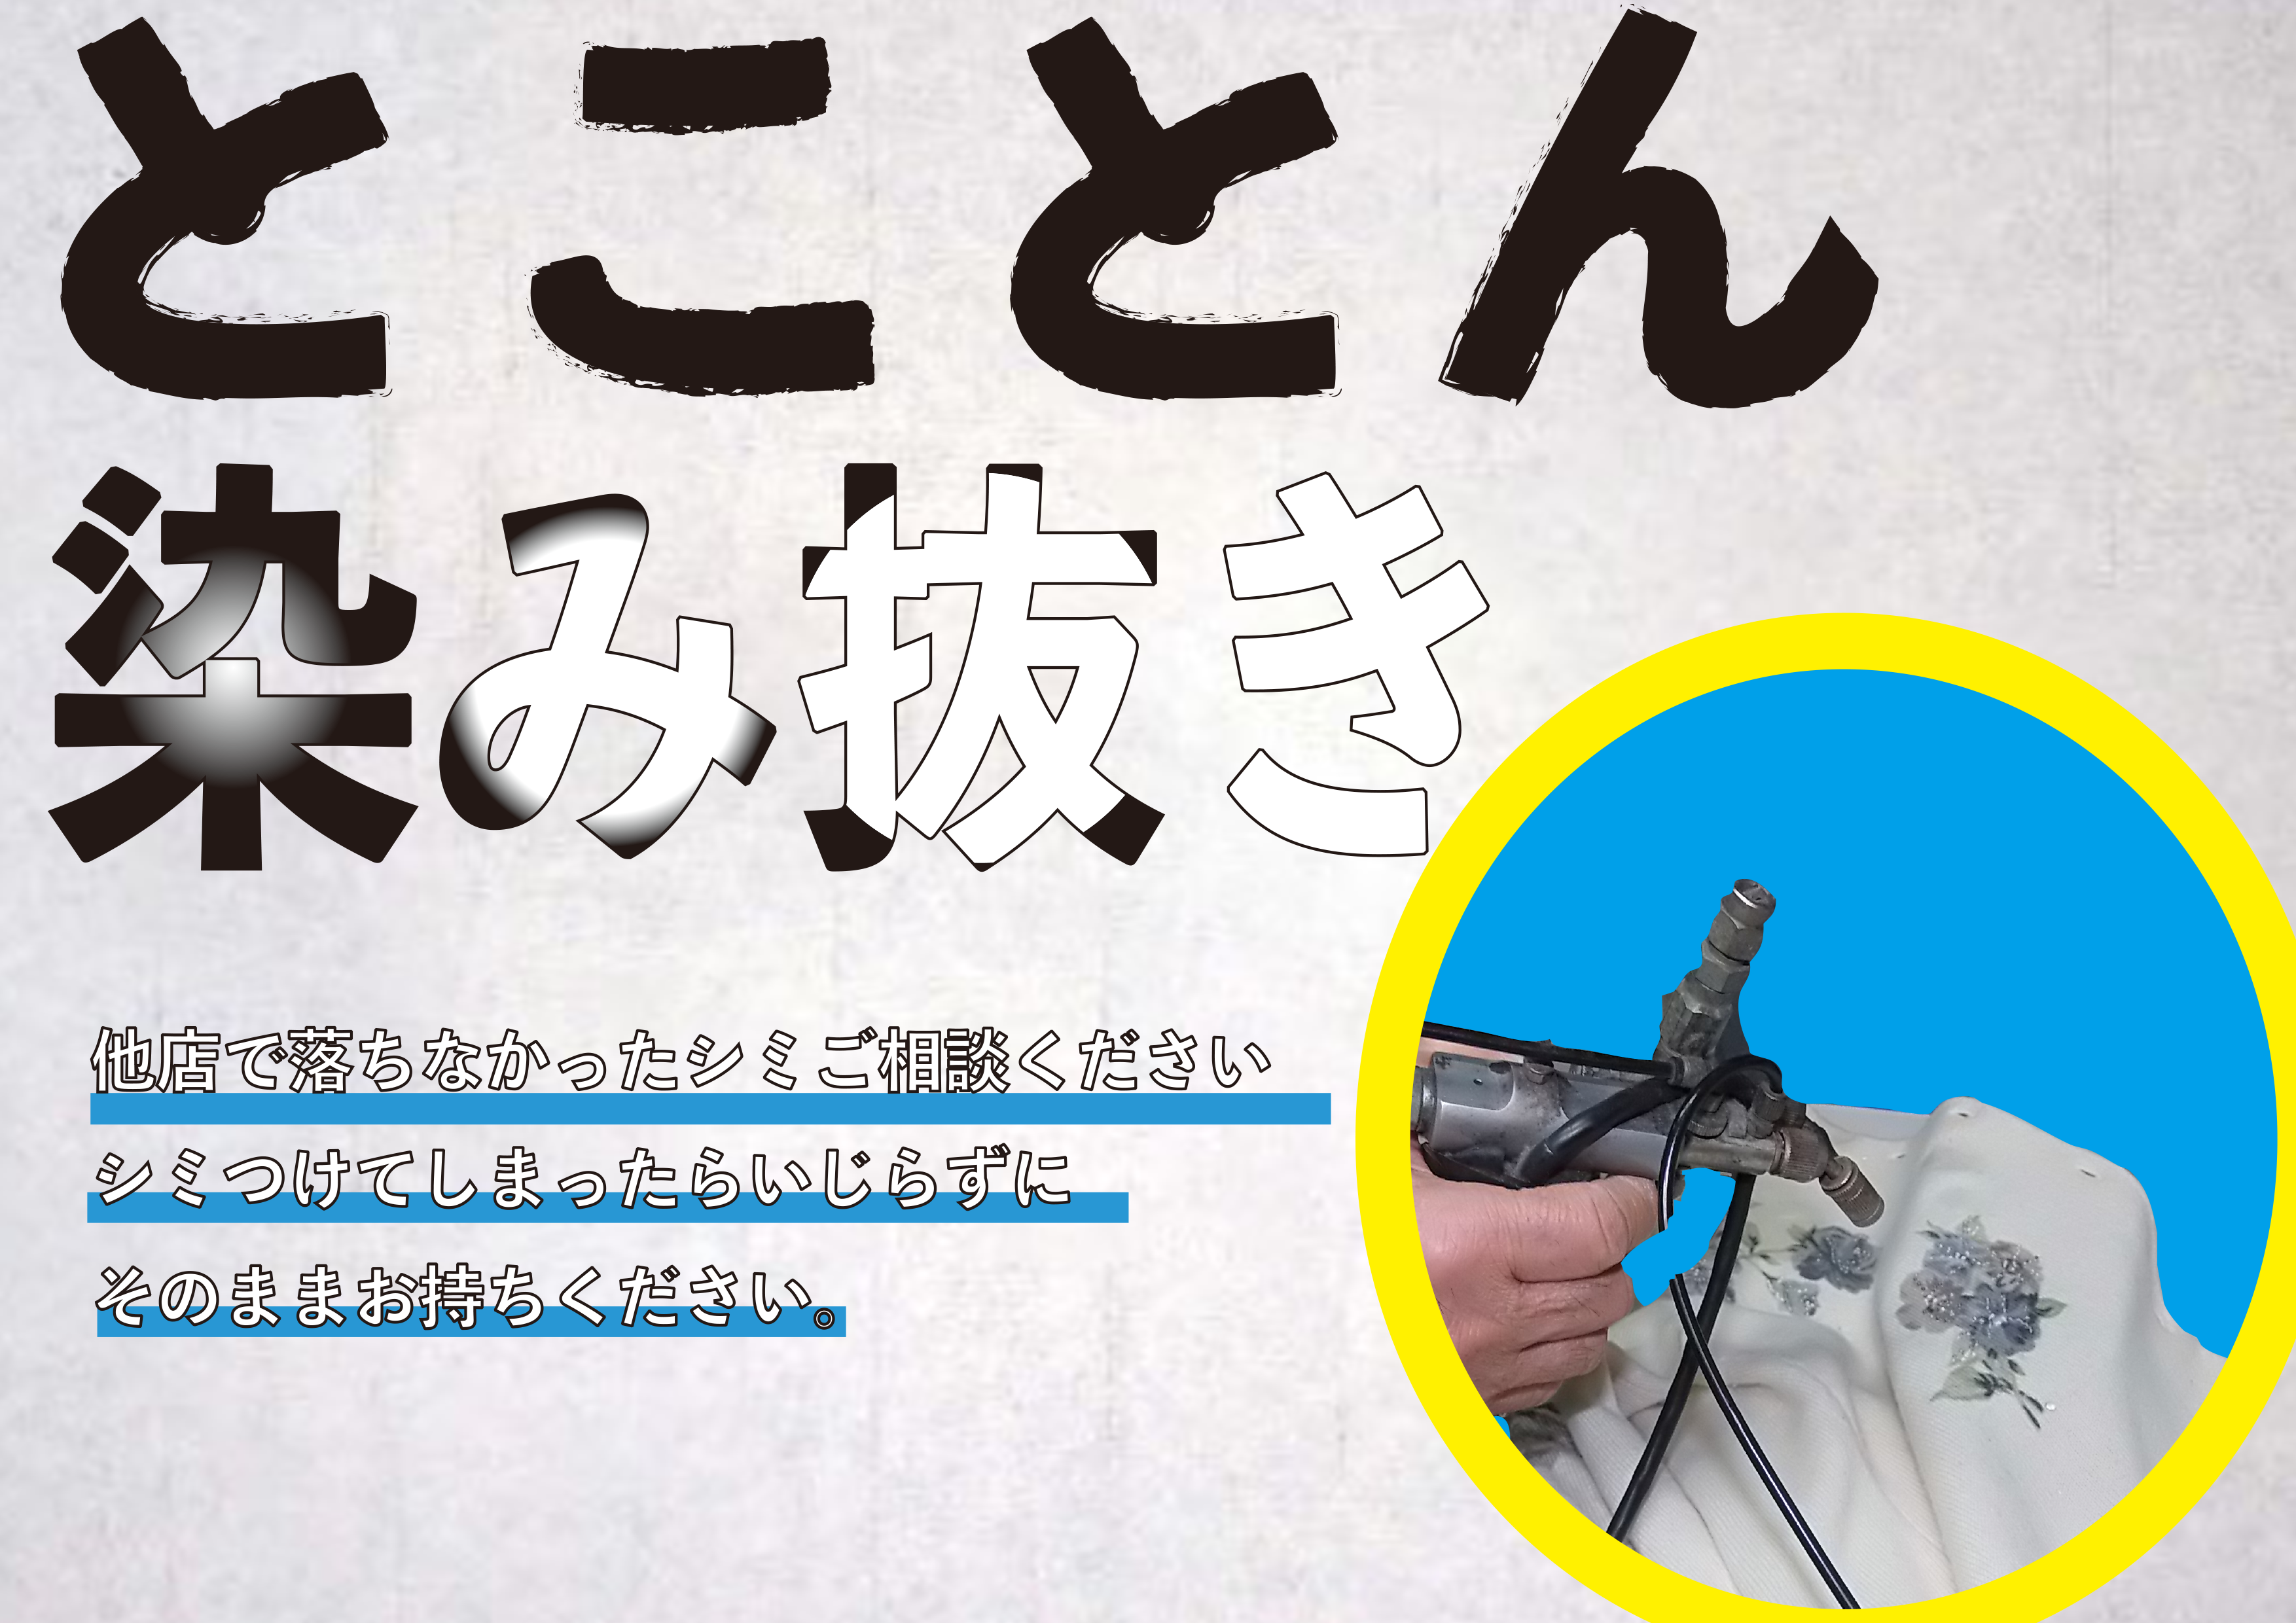 とことん
染み抜き
他店で落ちなかったシミご相談ください
シミつけてしまったらいじらずに
そのままお持ちください。